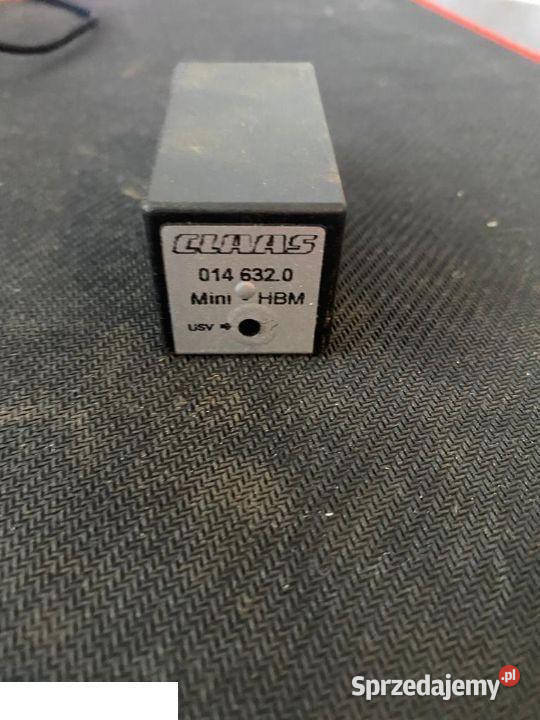 CLAAS
014 632.0
Mini - HBM
USV
Sprzedajemy.pl